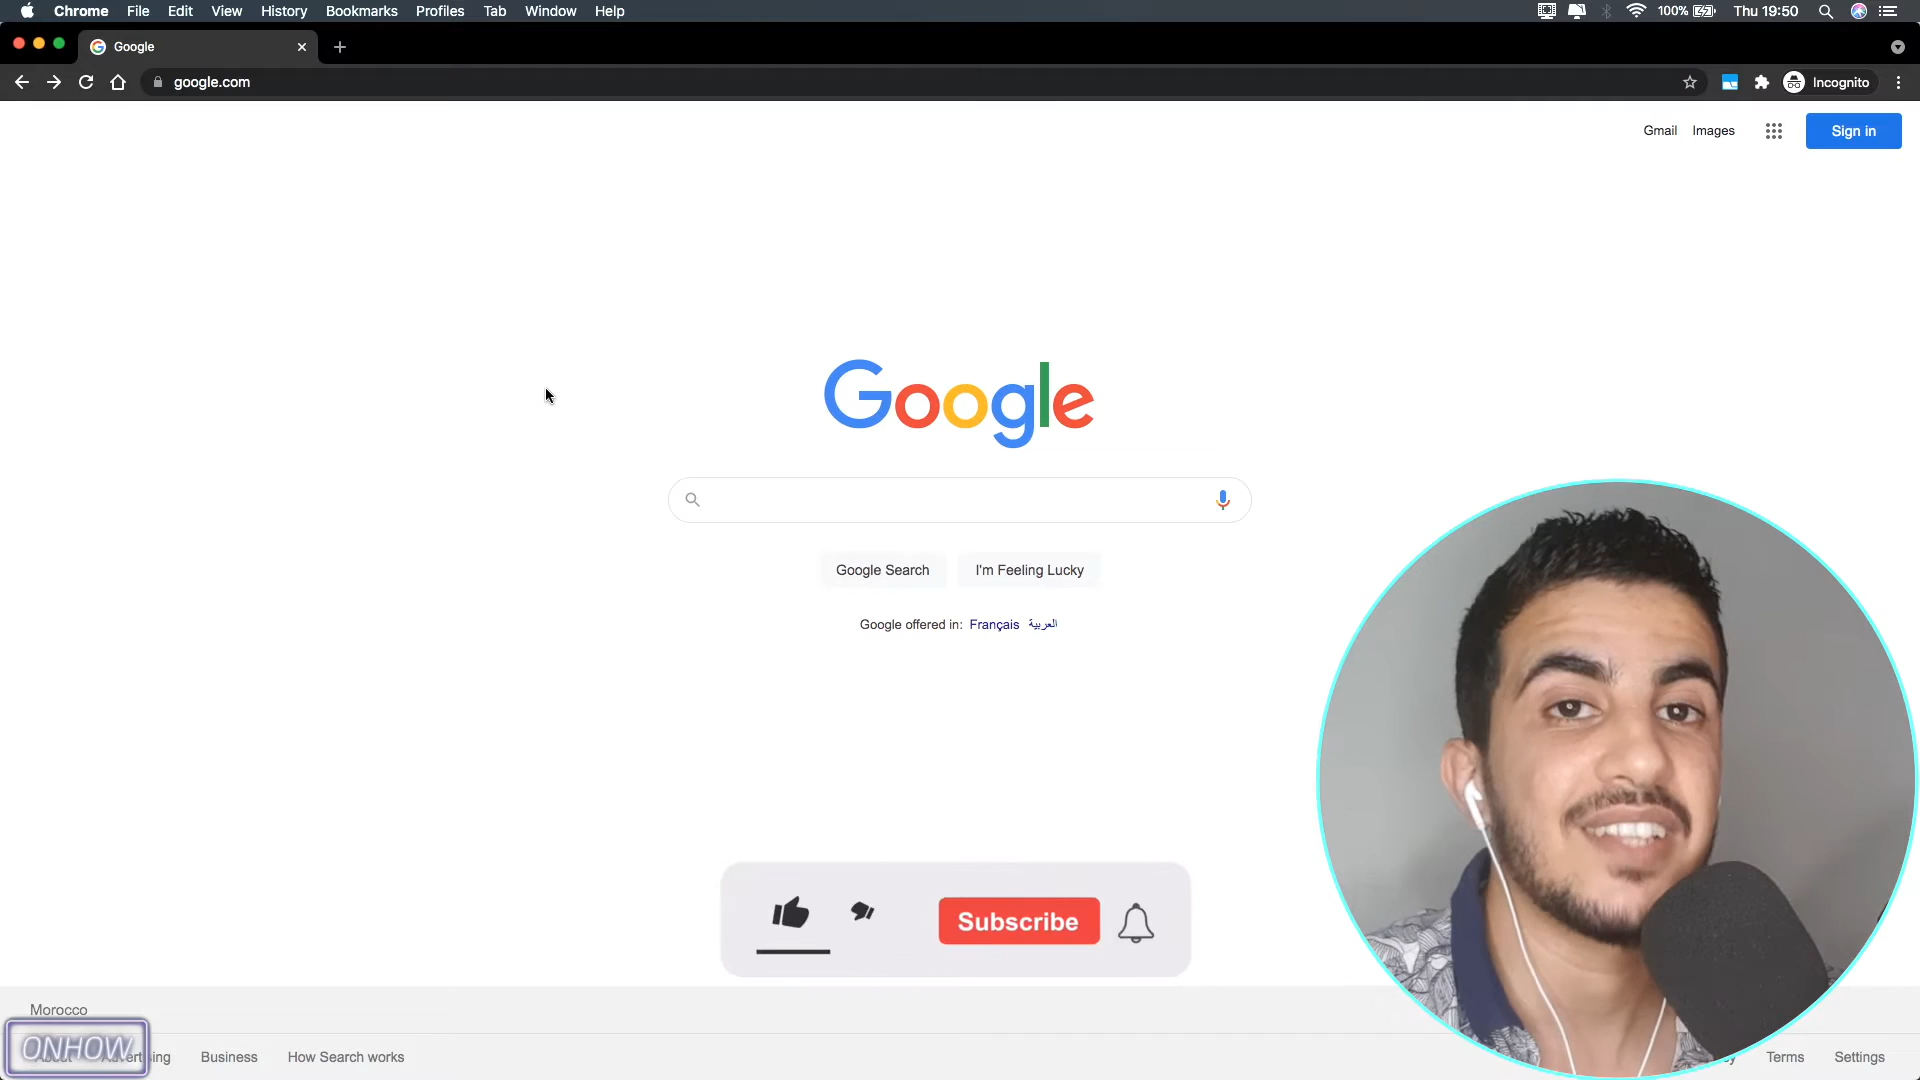 Chrome File Edit View History Bookmarks Profiles Tab Window Help 100% Thu 19:50
Google
google.com Incognito
Gmail Images Sign in
Google
Google Search I'm Feeling Lucky
Google offered in: Français العربية
Subscribe
Morocco
ONHOW
Business How Search works Terms Settings